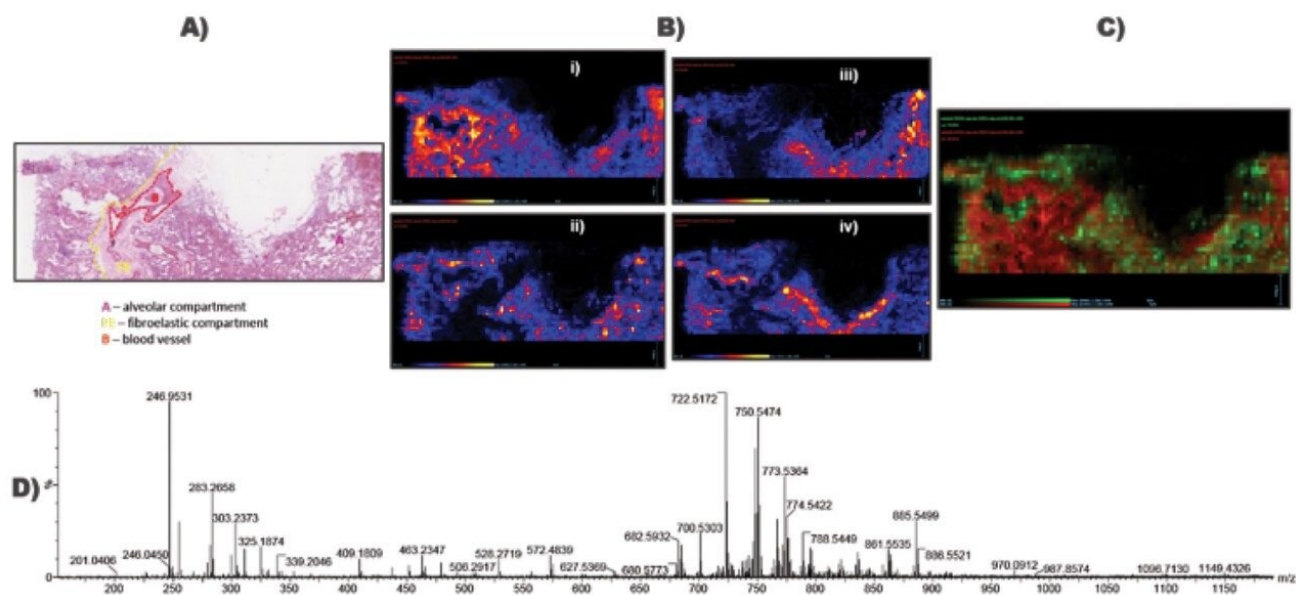 A)
B)
C)
i)
iii)
ii)
iv)
A
FE
B
A – alveolar compartment
FE – fibroelastic compartment
B – blood vessel
D)
100
%
0
246.9531
722.5172
750.5474
283.2658
773.5364
303.2373
774.5422
325.1874
682.5932
700.5303
788.5449
885.5499
201.0406
246.0450
339.2046
409.1809
463.2347
528.2719
572.4839
861.5535
506.2917
627.5369
680.5773
886.5521
970.0912
987.8574
1096.7130
1149.4326
200 250 300 350 400 450 500 550 600 650 700 750 800 850 900 950 1000 1050 1100 1150 m/z